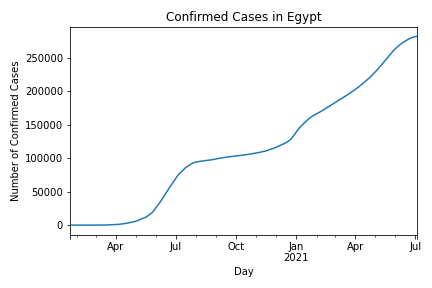 Confirmed Cases in Egypt
Number of Confirmed Cases
250000
200000
150000
100000
50000
0
Apr
Jul
Oct
Jan
2021
Apr
Jul
Day